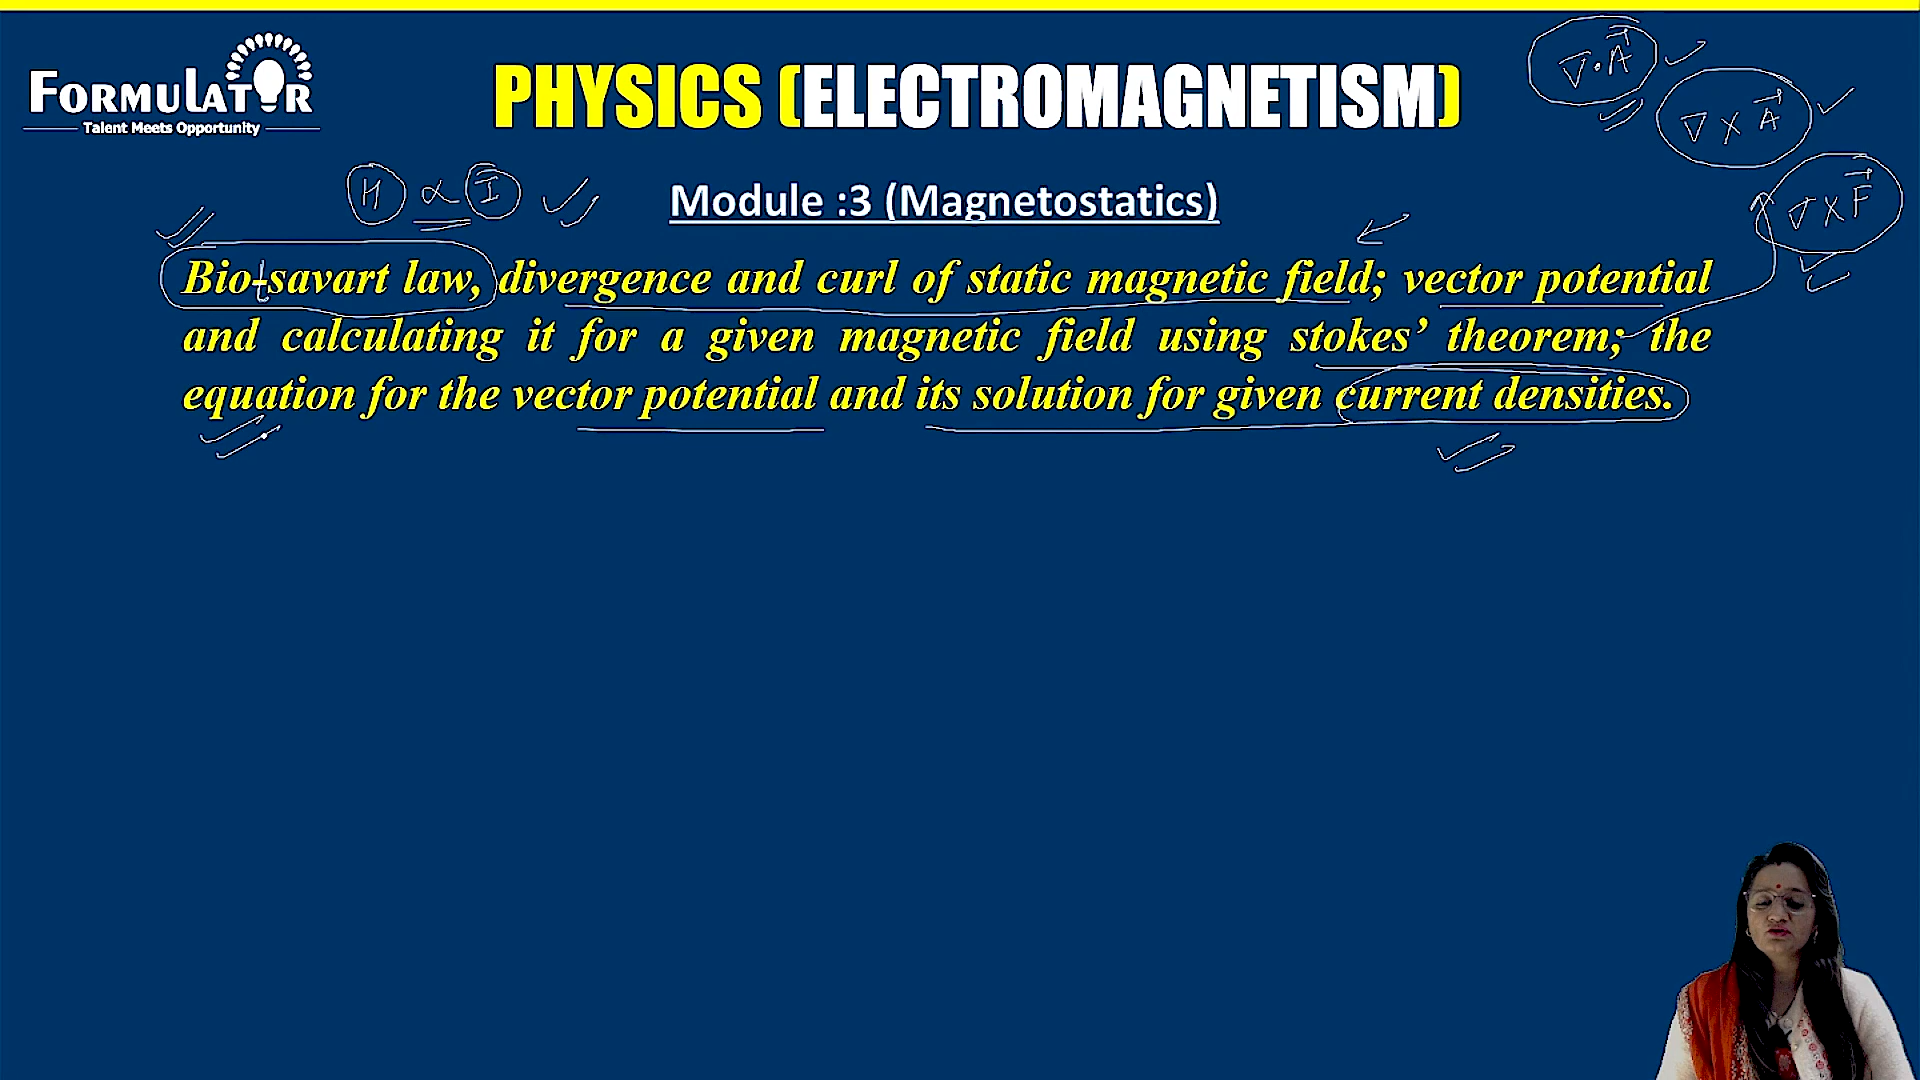 FORMULATOR
Talent Meets Opportunity
PHYSICS (ELECTROMAGNETISM)
∇·A⃗
∇ × A⃗
∇ × F⃗
H ∝ I
Module :3 (Magnetostatics)
Biot-savart law, divergence and curl of static magnetic field; vector potential
and calculating it for a given magnetic field using stokes’ theorem; the
equation for the vector potential and its solution for given current densities.